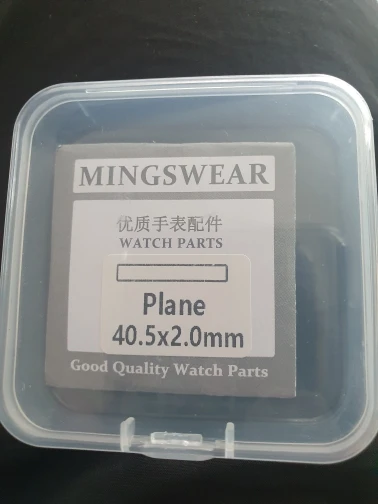 MINGSWEAR
优质手表配件
WATCH PARTS
Plane
40.5x2.0mm
Good Quality Watch Parts